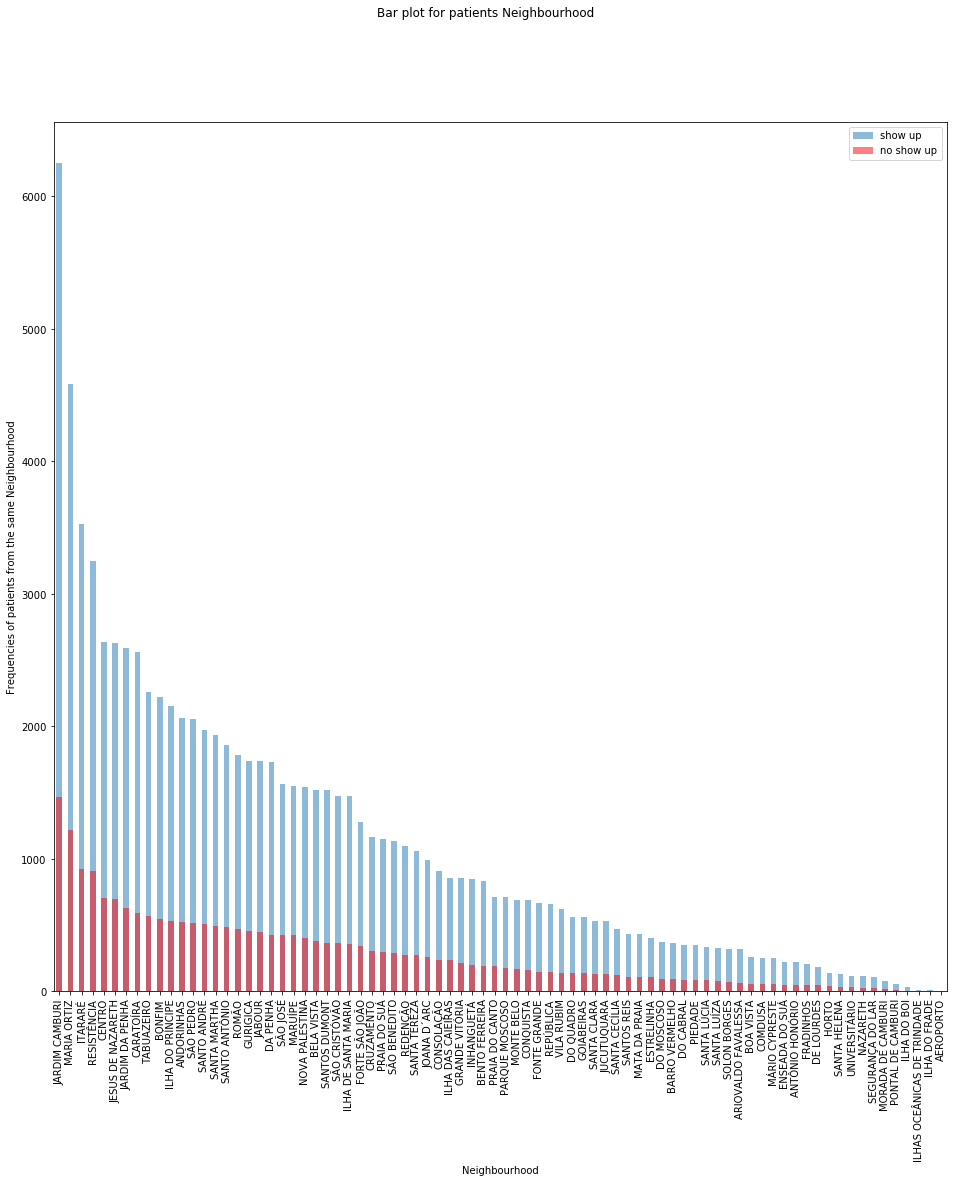 Bar plot for patients Neighbourhood
show up
no show up
6000
5000
4000
3000
2000
1000
0
Frequencies of patients from the same Neighbourhood
JARDIM CAMBURI
MARIA ORTIZ
ITARARÉ
RESISTÊNCIA
CENTRO
JESUS DE NAZARETH
JARDIM DA PENHA
CARATOÍRA
TABUAZEIRO
BONFIM
ILHA DO PRÍNCIPE
ANDORINHAS
SÃO PEDRO
SANTO ANDRÉ
SANTA MARTHA
SANTO ANTÔNIO
ROMÃO
GURIGICA
JABOUR
DA PENHA
SÃO JOSÉ
MARUÍPE
NOVA PALESTINA
BELA VISTA
SANTOS DUMONT
SÃO CRISTÓVÃO
ILHA DE SANTA MARIA
FORTE SÃO JOÃO
CRUZAMENTO
PRAIA DO SUÁ
SÃO BENEDITO
REDENÇÃO
SANTA TEREZA
JOANA D´ARC
CONSOLAÇÃO
ILHA DAS CAIEIRAS
GRANDE VITÓRIA
INHANGUETÁ
BENTO FERREIRA
PRAIA DO CANTO
PARQUE MOSCOSO
MONTE BELO
CONQUISTA
FONTE GRANDE
REPÚBLICA
VILA RUBIM
DO QUADRO
GOIABEIRAS
SANTA CLARA
JUCUTUQUARA
SANTA CECÍLIA
SANTOS REIS
MATA DA PRAIA
ESTRELINHA
DO MOSCOSO
BARRO VERMELHO
DO CABRAL
PIEDADE
SANTA LÚCIA
SANTA LUÍZA
SOLON BORGES
ARIOVALDO FAVALESSA
BOA VISTA
COMDUSA
MÁRIO CYPRESTE
ENSEADA DO SUÁ
ANTÔNIO HONÓRIO
FRADINHOS
DE LOURDES
HORTO
SANTA HELENA
UNIVERSITÁRIO
NAZARETH
SEGURANÇA DO LAR
MORADA DE CAMBURI
PONTAL DE CAMBURI
ILHA DO BOI
ILHAS OCEÂNICAS DE TRINDADE
ILHA DO FRADE
AEROPORTO
Neighbourhood